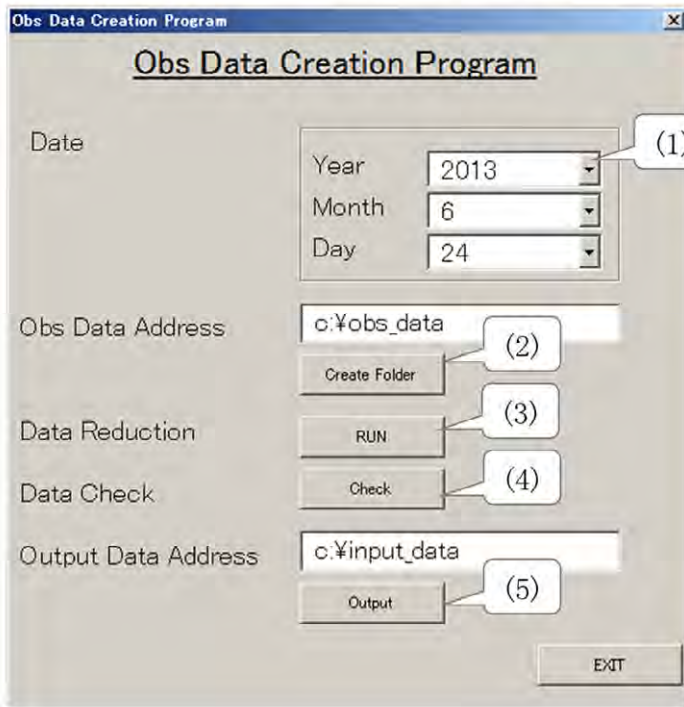 Obs Data Creation Program
Obs Data Creation Program
Date
(1)
Year 2013
Month 6
Day 24
Obs Data Address c:¥obs_data
(2)
Create Folder
(3)
Data Reduction RUN
(4)
Data Check Check
Output Data Address c:¥input_data
(5)
Output
EXIT